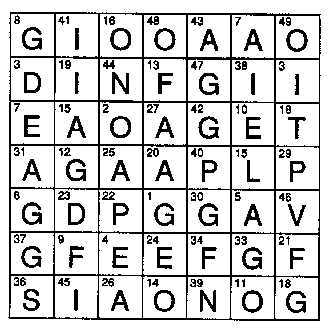 8 G 41 I 16 O 48 O 43 A 7 A 49 O
3 D 19 I 44 N 13 F 47 G 38 I 3 I
7 E 15 A 2 O 27 A 42 G 10 E 18 T
31 A 12 G 25 A 20 A 40 P 15 L 29 P
6 G 23 D 22 P 1 G 30 G 5 A 46 V
37 G 9 F 4 E 24 E 34 F 33 G 21 F
36 S 45 I 26 A 14 O 39 N 11 O 18 G